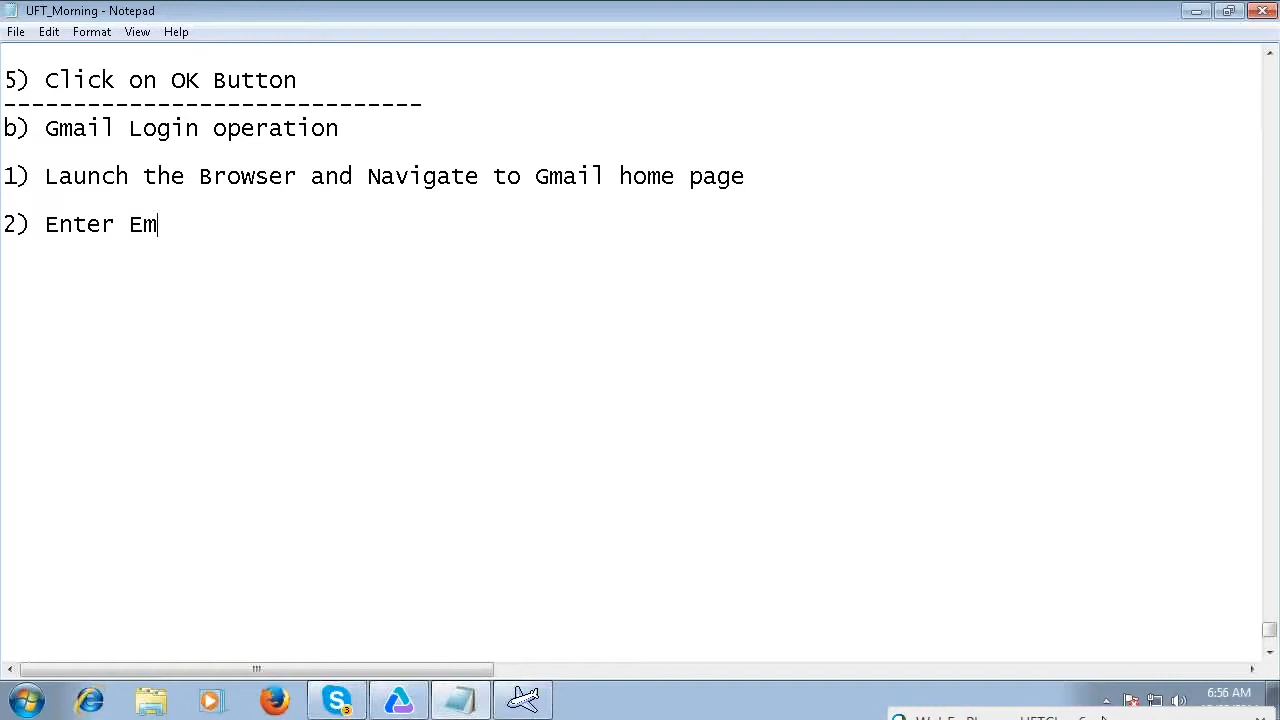 UFT_Morning - Notepad
File Edit Format View Help
5) Click on OK Button
------------------------------
b) Gmail Login operation
1) Launch the Browser and Navigate to Gmail home page
2) Enter Em
3
6:56 AM